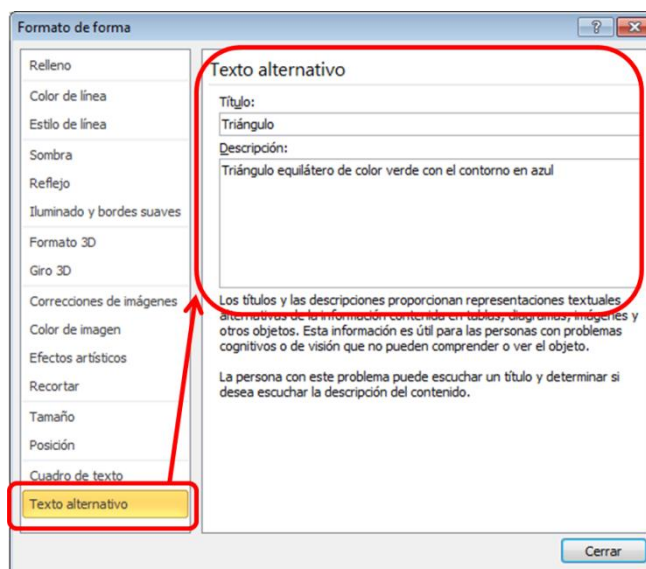 Formato de forma
Relleno
Color de línea
Estilo de línea
Sombra
Reflejo
Iluminado y bordes suaves
Formato 3D
Giro 3D
Correcciones de imágenes
Color de imagen
Efectos artísticos
Recortar
Tamaño
Posición
Cuadro de texto
Texto alternativo
Texto alternativo
Título:
Triángulo
Descripción:
Triángulo equilátero de color verde con el contorno en azul
Los títulos y las descripciones proporcionan representaciones textuales
alternativas de la información contenida en tablas, diagramas, imágenes y
otros objetos. Esta información es útil para las personas con problemas
cognitivos o de visión que no pueden comprender o ver el objeto.
La persona con este problema puede escuchar un título y determinar si
desea escuchar la descripción del contenido.
Cerrar